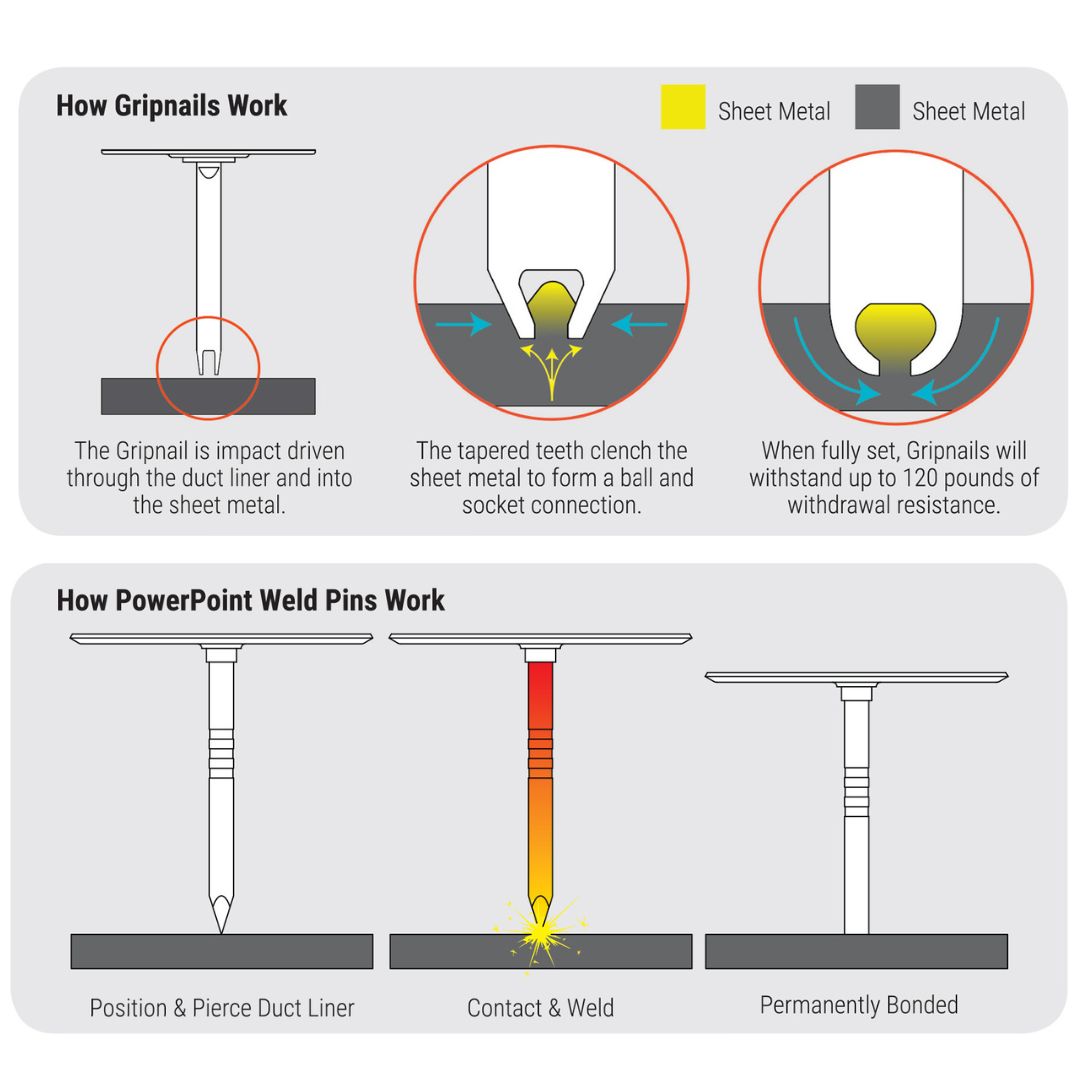 How Gripnails Work
Sheet Metal
Sheet Metal
The Gripnail is impact driven
through the duct liner and into
the sheet metal.
The tapered teeth clench the
sheet metal to form a ball and
socket connection.
When fully set, Gripnails will
withstand up to 120 pounds of
withdrawal resistance.
How PowerPoint Weld Pins Work
Position & Pierce Duct Liner
Contact & Weld
Permanently Bonded